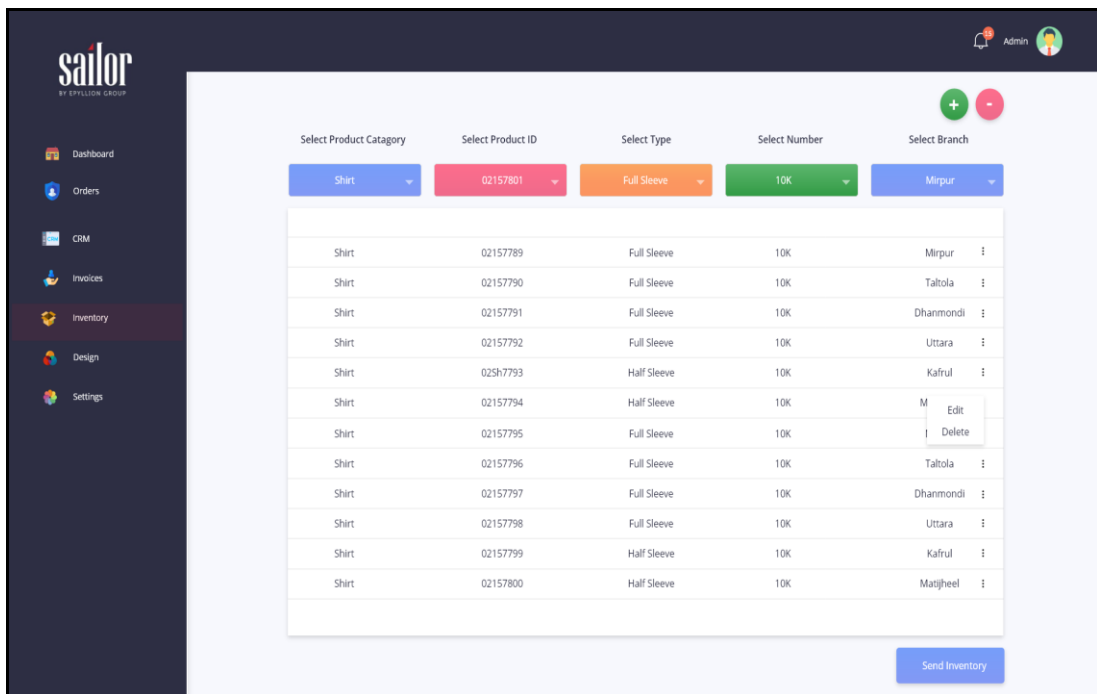 sailor
BY EPYLLION GROUP
Admin
Dashboard
Orders
CRM
Invoices
Inventory
Design
Settings
+ -
Select Product Catagory Select Product ID Select Type Select Number Select Branch
Shirt 02157801 Full Sleeve 10K Mirpur
Shirt 02157789 Full Sleeve 10K Mirpur
Shirt 02157790 Full Sleeve 10K Taltola
Shirt 02157791 Full Sleeve 10K Dhanmondi
Shirt 02157792 Full Sleeve 10K Uttara
Shirt 02Sh7793 Half Sleeve 10K Kafrul
Shirt 02157794 Half Sleeve 10K M
Edit
Shirt 02157795 Full Sleeve 10K
Delete
Shirt 02157796 Full Sleeve 10K Taltola
Shirt 02157797 Full Sleeve 10K Dhanmondi
Shirt 02157798 Full Sleeve 10K Uttara
Shirt 02157799 Half Sleeve 10K Kafrul
Shirt 02157800 Half Sleeve 10K Matijheel
Send Inventory